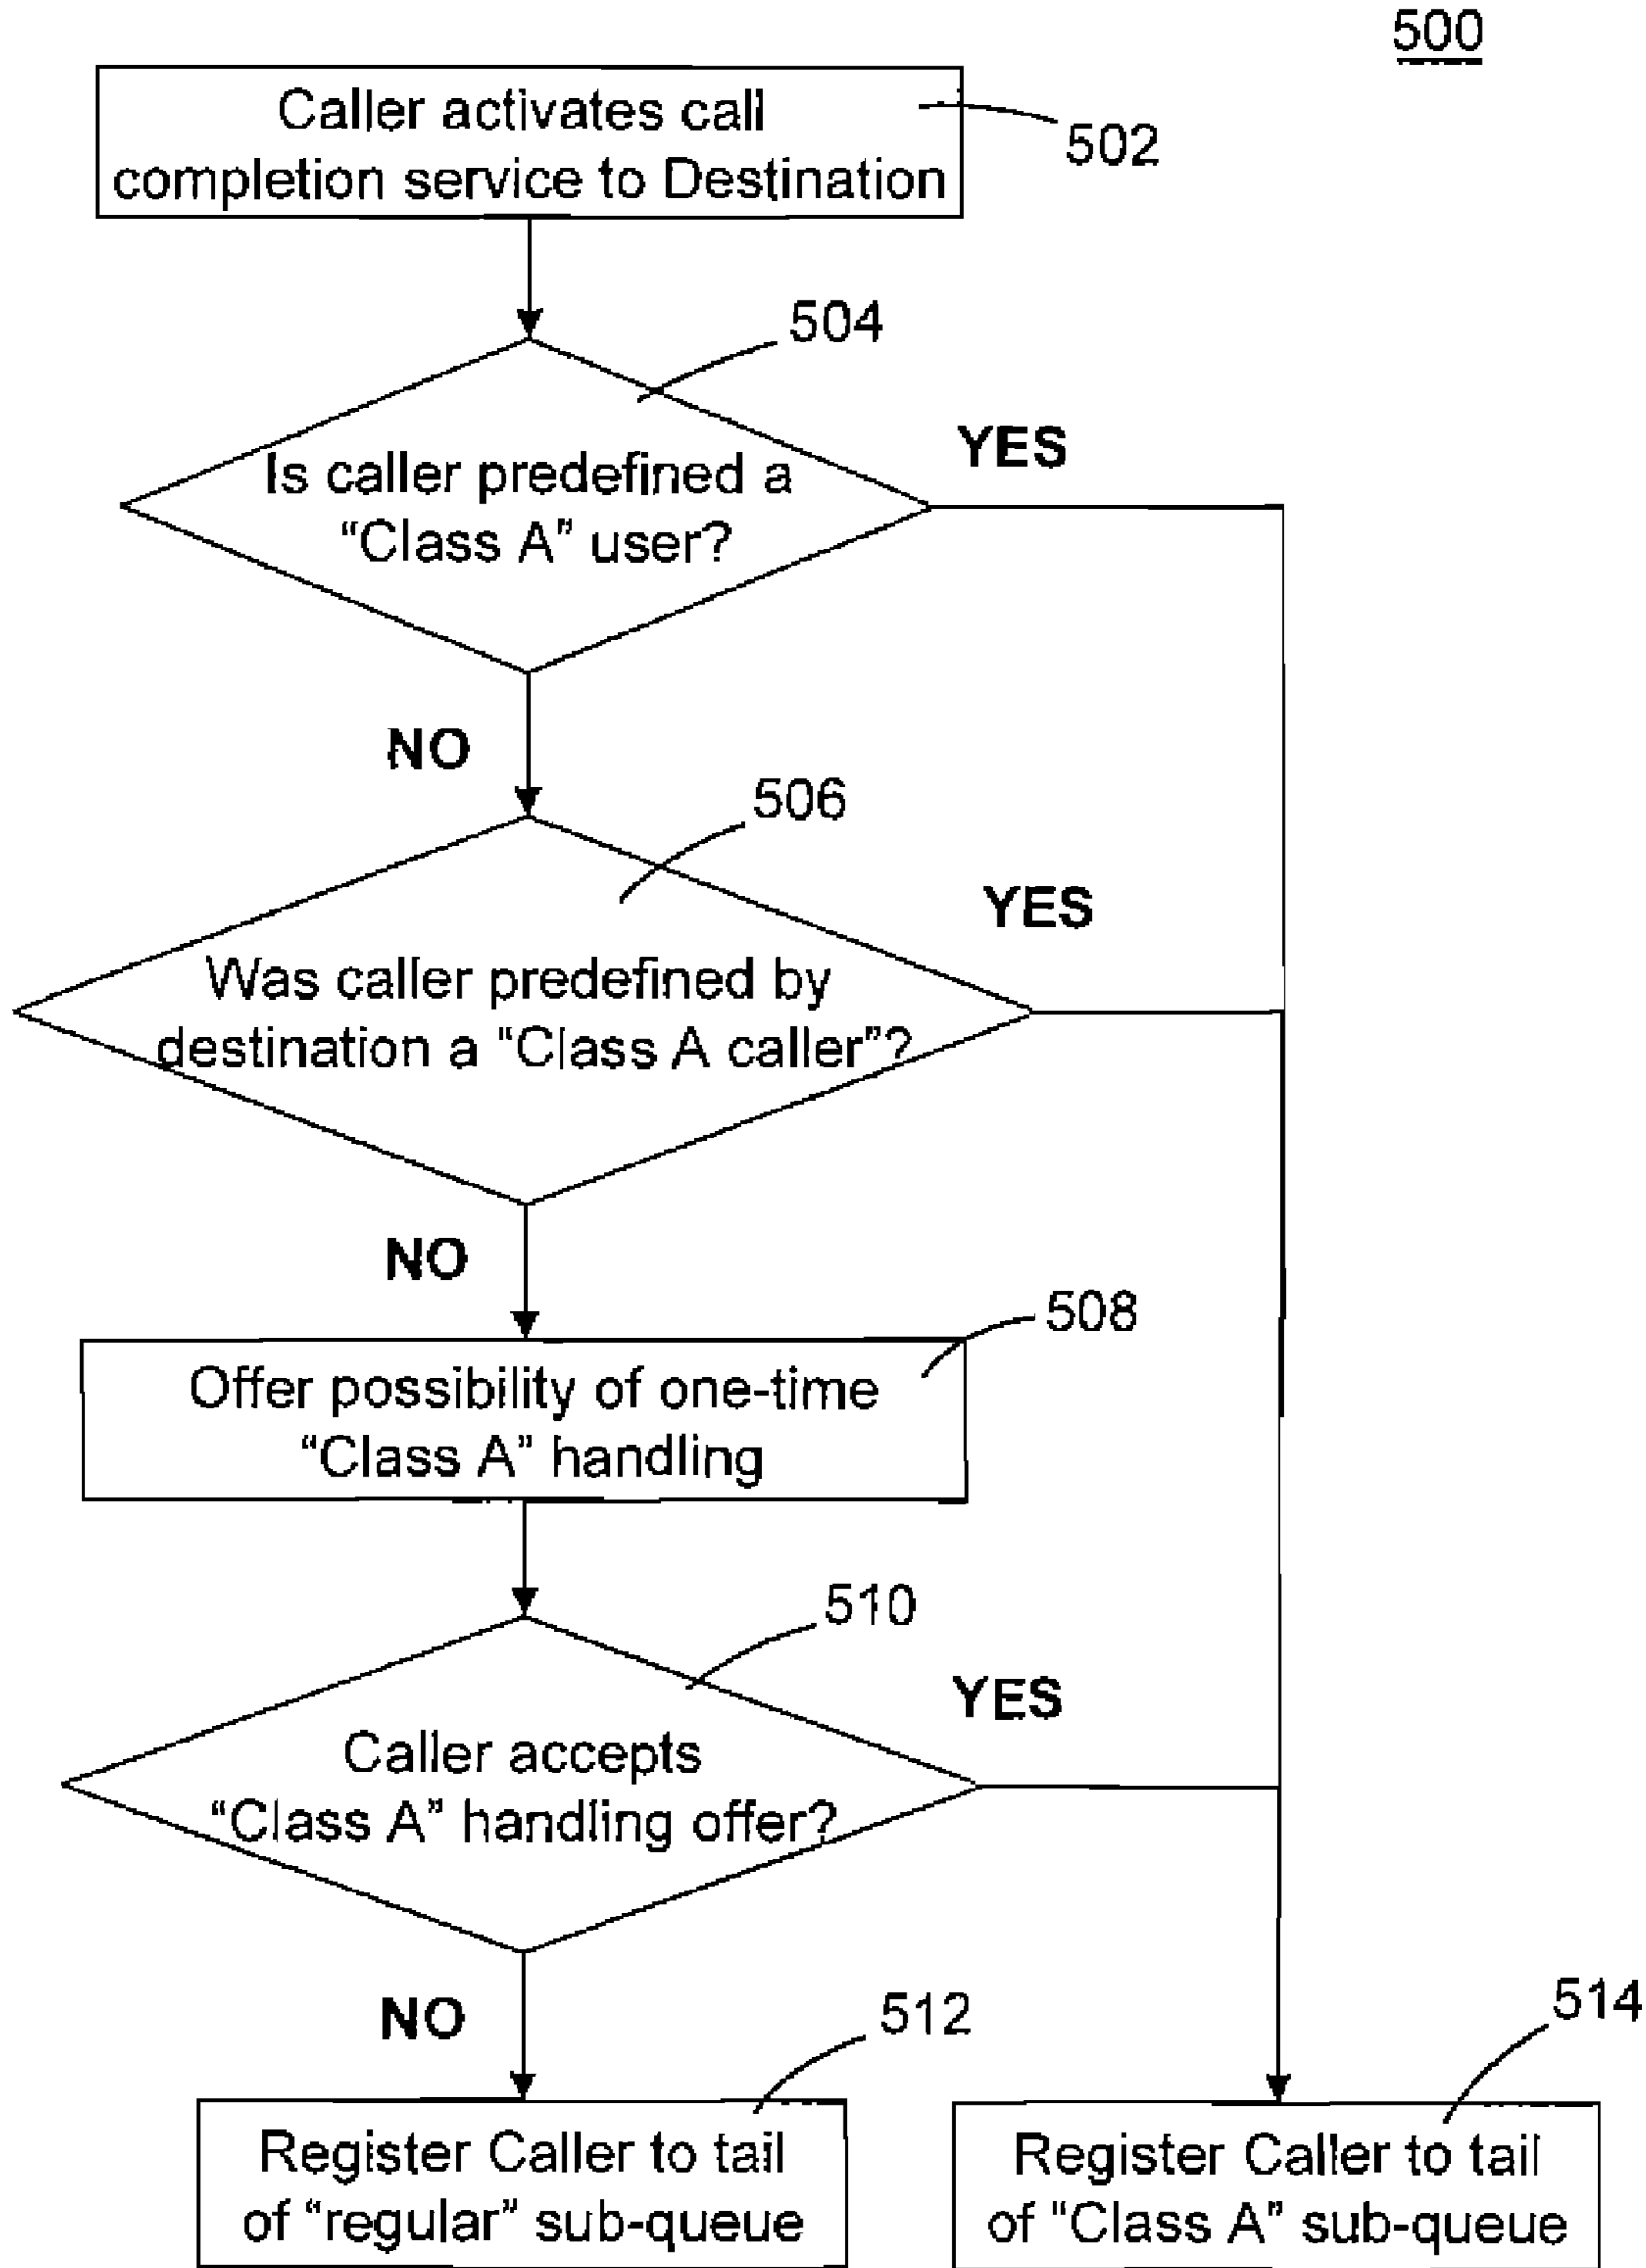 500
Caller activates call
completion service to Destination
502
504
Is caller predefined a
“Class A” user?
YES
NO
506
Was caller predefined by
destination a “Class A caller”?
YES
NO
508
Offer possibility of one-time
“Class A” handling
510
Caller accepts
“Class A” handling offer?
YES
NO
512
514
Register Caller to tail
of “regular” sub-queue
Register Caller to tail
of “Class A” sub-queue